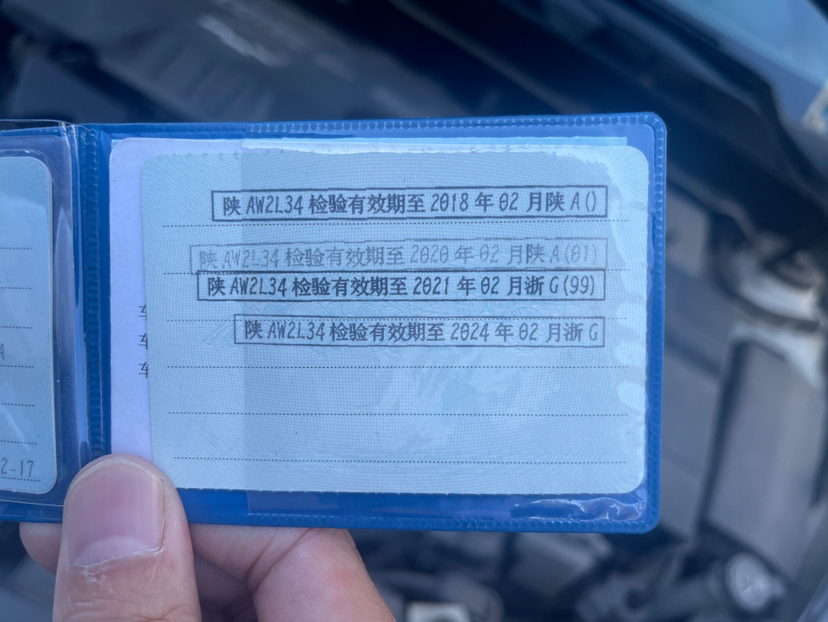 陕 AW2L34 检验有效期至 2018 年 02 月陕 A()
陕 AW2L34 检验有效期至 2020 年 02 月陕 A(01)
陕 AW2L34 检验有效期至 2021 年 02 月浙 G(99)
陕 AW2L34 检验有效期至 2024 年 02 月浙 G
A
2-17